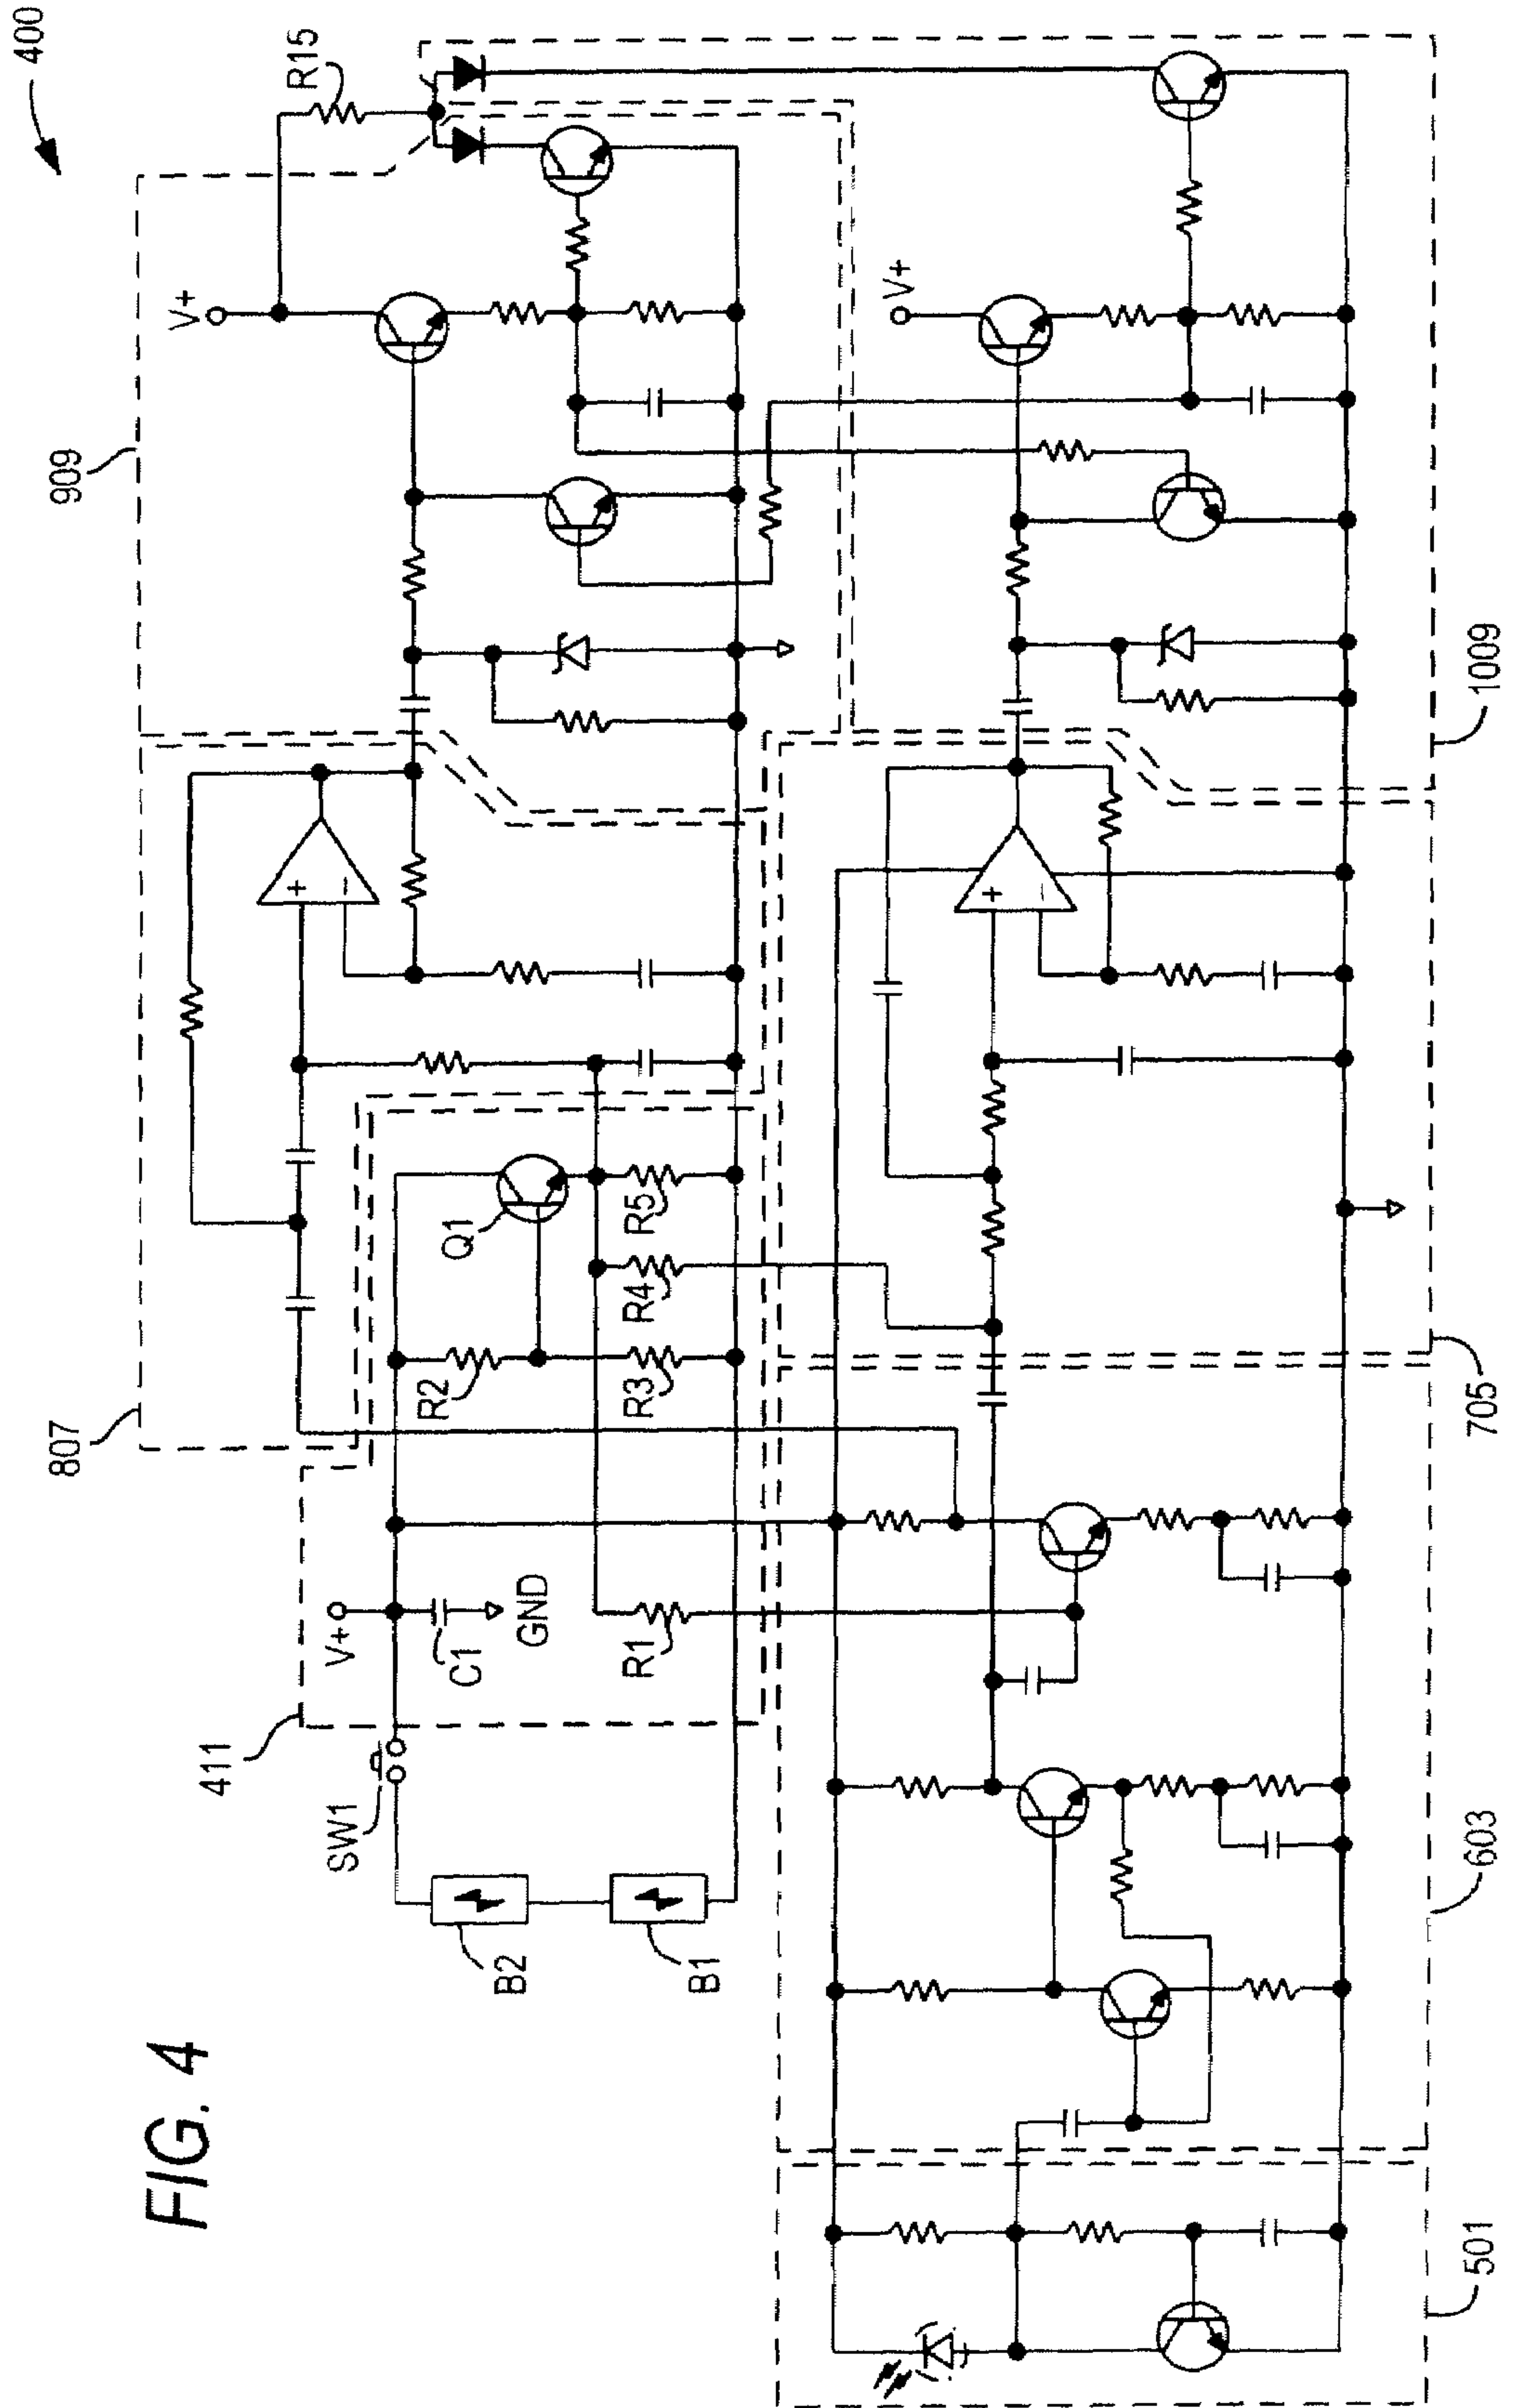 FIG. 4
400
R15
V+
909
V+
1009
807
Q1
R5
R4
R2
R3
705
V+
C1
GND
R1
411
SW1
B2
B1
603
501
+
−
+
−